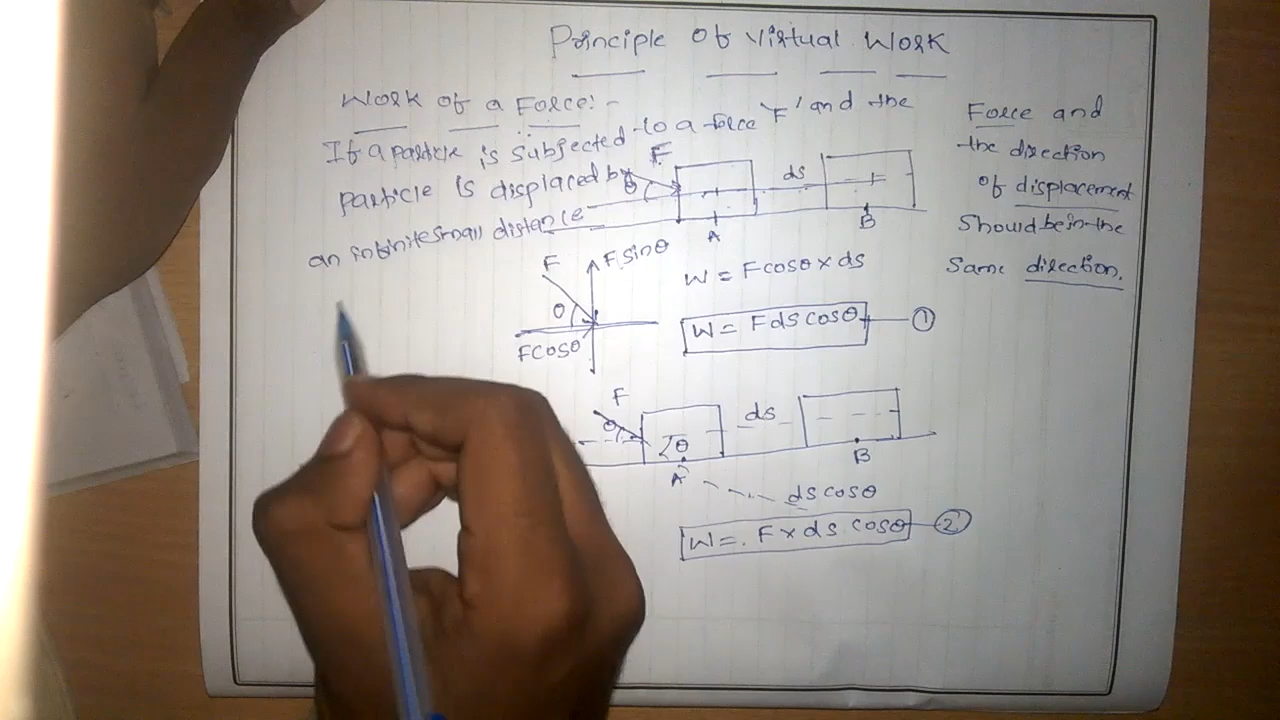 Principle Of Virtual Work
Work of a Force:-
If a particle is subjected to a force 'F' and the
particle is displaced by
an infinitesmall distance
Force and
the direction
of displacement
should be in the
same direction.
F
θ
ds
A
B
F
F sinθ
θ
F cosθ
W = F cosθ × ds
W = F ds cosθ
1
F
θ
θ
ds
A
B
ds cosθ
W = . F × ds cosθ
2